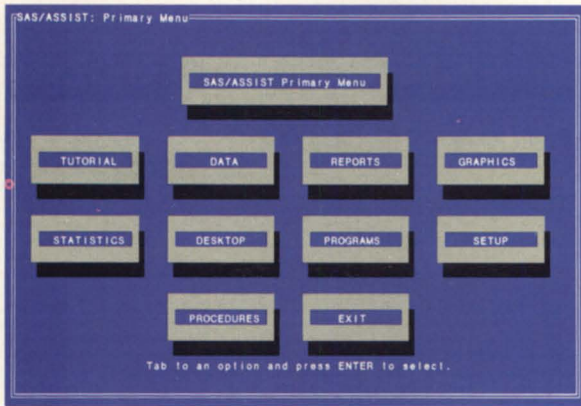 SAS/ASSIST: Primary Menu
SAS/ASSIST Primary Menu
TUTORIAL DATA REPORTS GRAPHICS
STATISTICS DESKTOP PROGRAMS SETUP
PROCEDURES EXIT
Tab to an option and press ENTER to select.